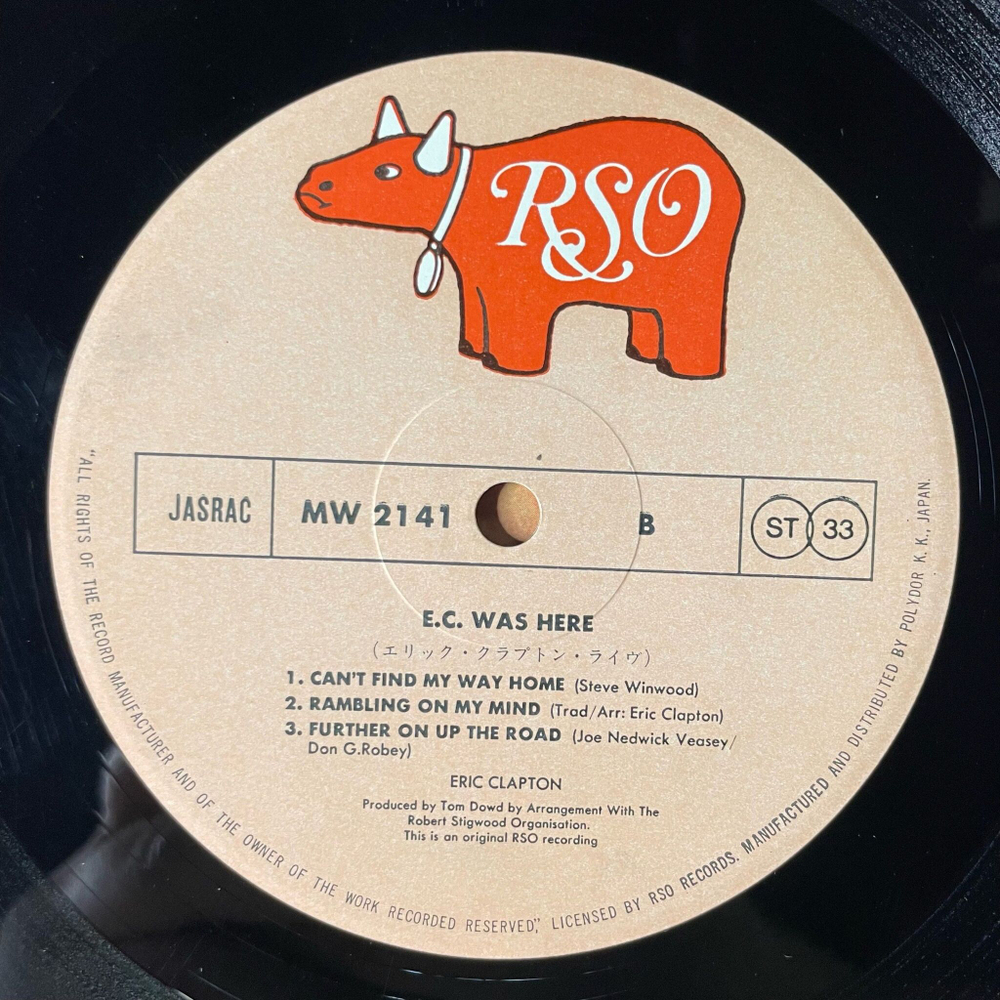 RSO
JASRAC
MW 2141
B
ST 33
E.C. WAS HERE
(エリック・クラプトン・ライヴ)
1. CAN'T FIND MY WAY HOME (Steve Winwood)
2. RAMBLING ON MY MIND (Trad/Arr: Eric Clapton)
3. FURTHER ON UP THE ROAD (Joe Nedwick Veasey/
Don G.Robey)
ERIC CLAPTON
Produced by Tom Dowd by Arrangement With The
Robert Stigwood Organisation.
This is an original RSO recording
"ALL RIGHTS OF THE RECORD MANUFACTURER AND OF THE OWNER OF THE WORK RECORDED RESERVED," LICENSED BY RSO RECORDS. MANUFACTURED AND DISTRIBUTED BY POLYDOR K. K., JAPAN.